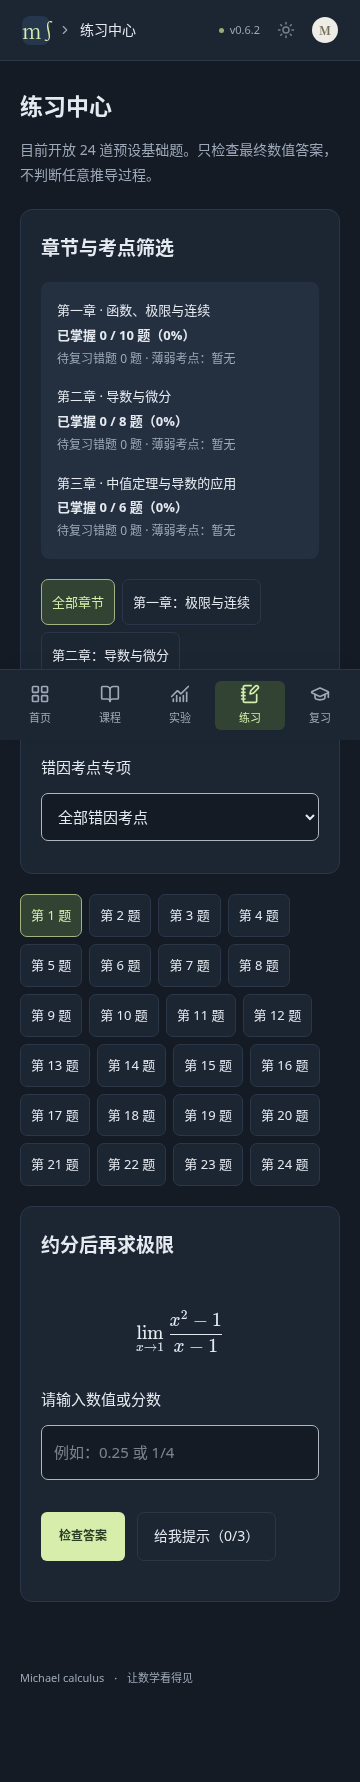 m∫ 练习中心 v0.6.2 M
练习中心
目前开放 24 道预设基础题。只检查最终数值答案，
不判断任意推导过程。
章节与考点筛选
第一章 · 函数、极限与连续
已掌握 0 / 10 题（0%）
待复习错题 0 题 · 薄弱考点：暂无
第二章 · 导数与微分
已掌握 0 / 8 题（0%）
待复习错题 0 题 · 薄弱考点：暂无
第三章 · 中值定理与导数的应用
已掌握 0 / 6 题（0%）
待复习错题 0 题 · 薄弱考点：暂无
全部章节 第一章：极限与连续
第二章：导数与微分
首页 课程 实验 练习 复习
错因考点专项
全部错因考点
第 1 题 第 2 题 第 3 题 第 4 题
第 5 题 第 6 题 第 7 题 第 8 题
第 9 题 第 10 题 第 11 题 第 12 题
第 13 题 第 14 题 第 15 题 第 16 题
第 17 题 第 18 题 第 19 题 第 20 题
第 21 题 第 22 题 第 23 题 第 24 题
约分后再求极限
lim x→1 (x² − 1)/(x − 1)
请输入数值或分数
例如：0.25 或 1/4
检查答案 给我提示（0/3）
Michael calculus · 让数学看得见